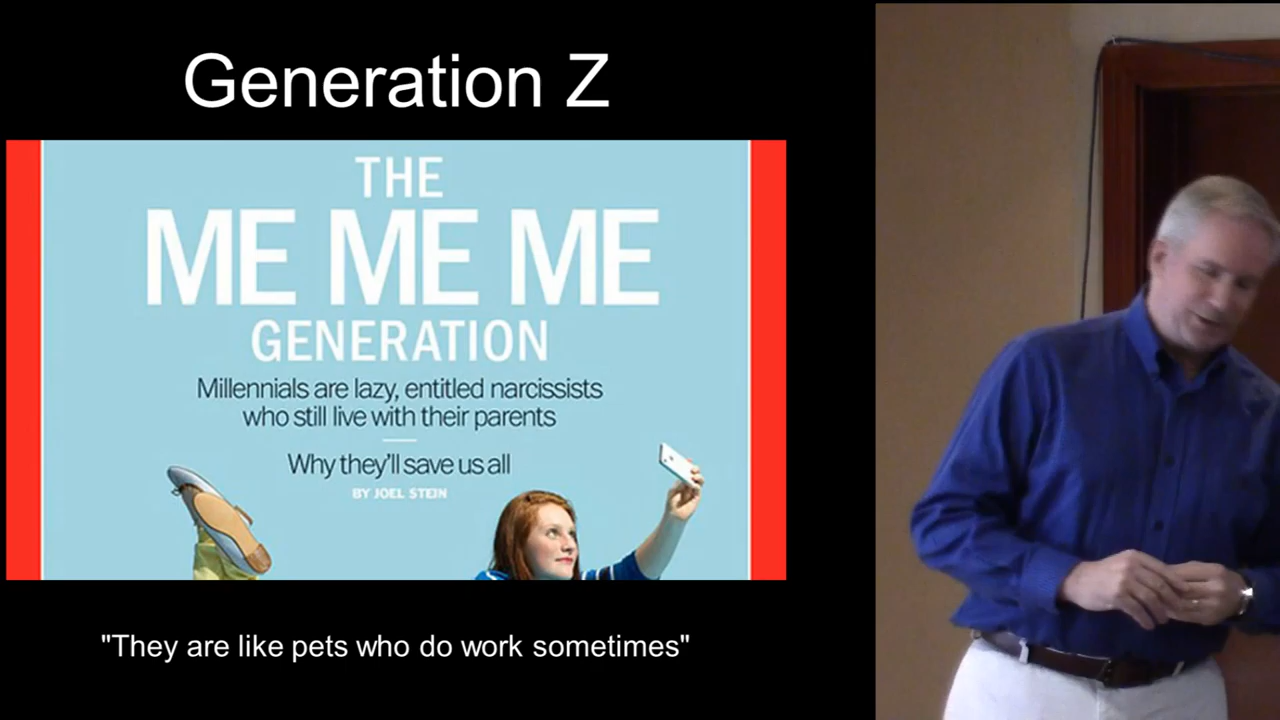 Generation Z
THE
ME ME ME
GENERATION
Millennials are lazy, entitled narcissists
who still live with their parents
Why they'll save us all
BY JOEL STEIN
"They are like pets who do work sometimes"